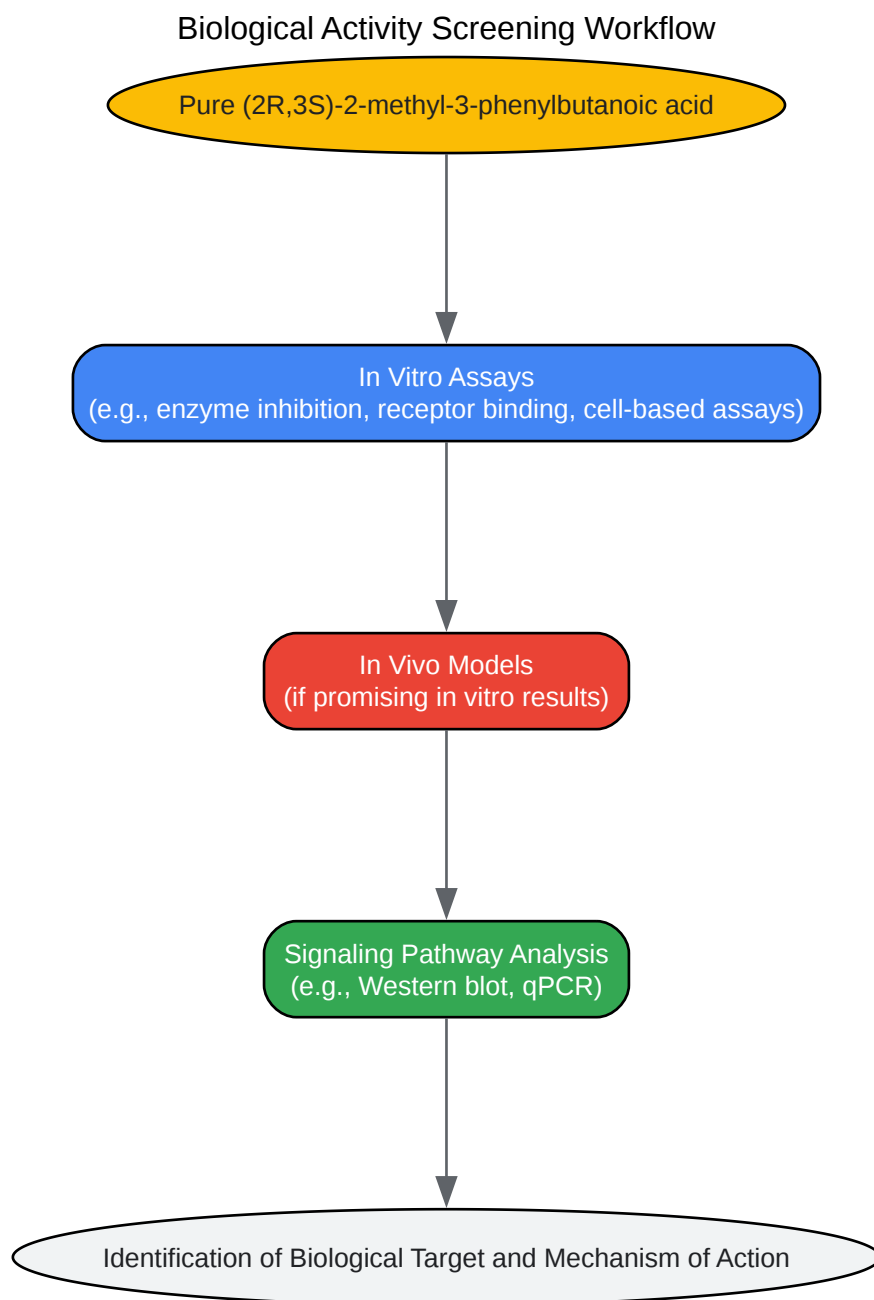 Biological Activity Screening Workflow
Pure (2R,3S)-2-methyl-3-phenylbutanoic acid
In Vitro Assays
(e.g., enzyme inhibition, receptor binding, cell-based assays)
In Vivo Models
(if promising in vitro results)
Signaling Pathway Analysis
(e.g., Western blot, qPCR)
Identification of Biological Target and Mechanism of Action